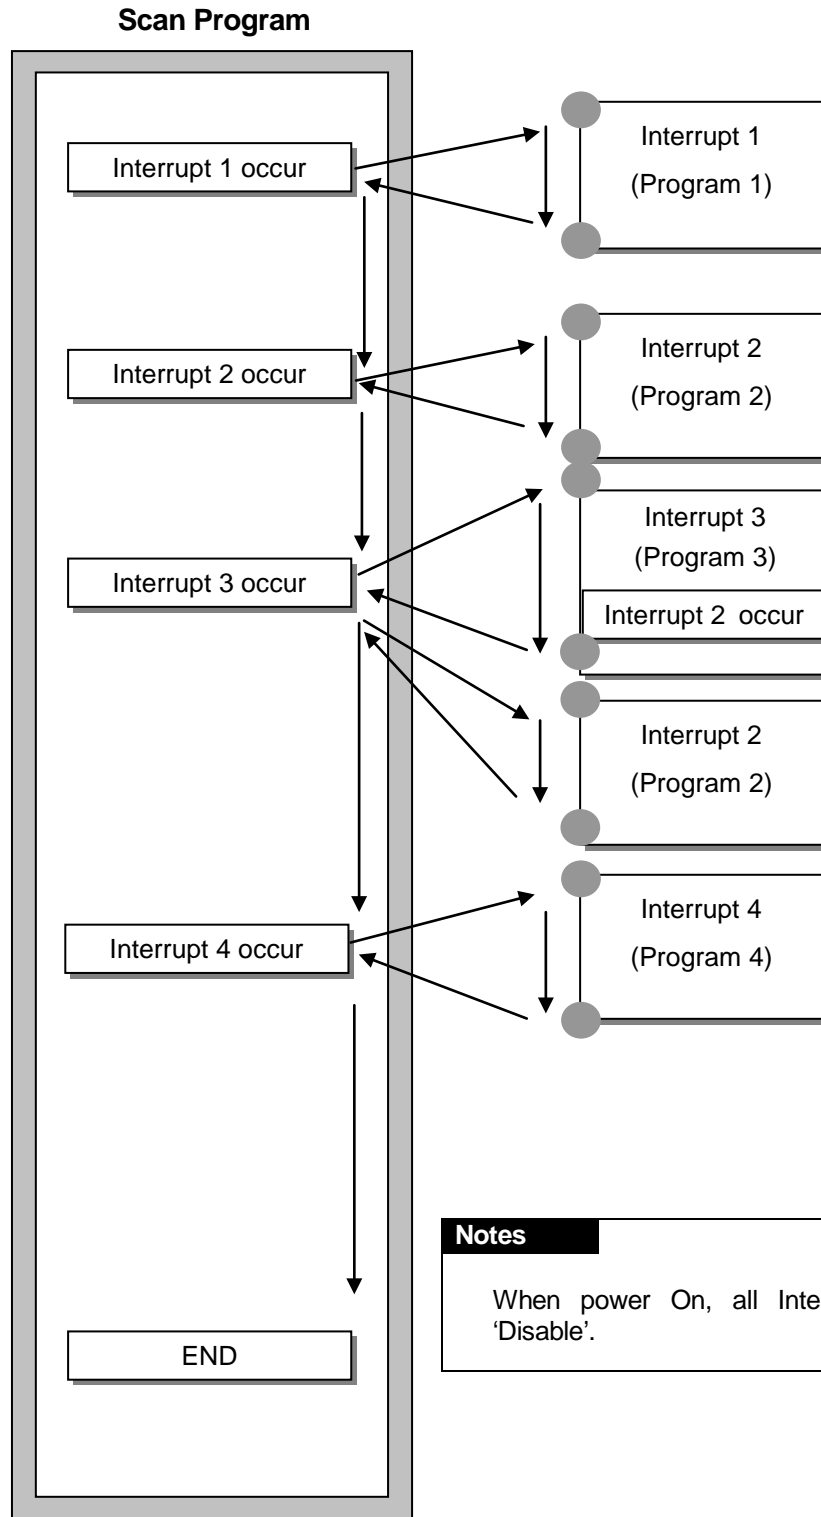 Scan Program
Interrupt 1 occur
Interrupt 1
(Program 1)
Interrupt 2 occur
Interrupt 2
(Program 2)
Interrupt 3 occur
Interrupt 3
(Program 3)
Interrupt 2 occur
Interrupt 2
(Program 2)
Interrupt 4 occur
Interrupt 4
(Program 4)
Notes
When power On, all Inte
‘Disable’.
END